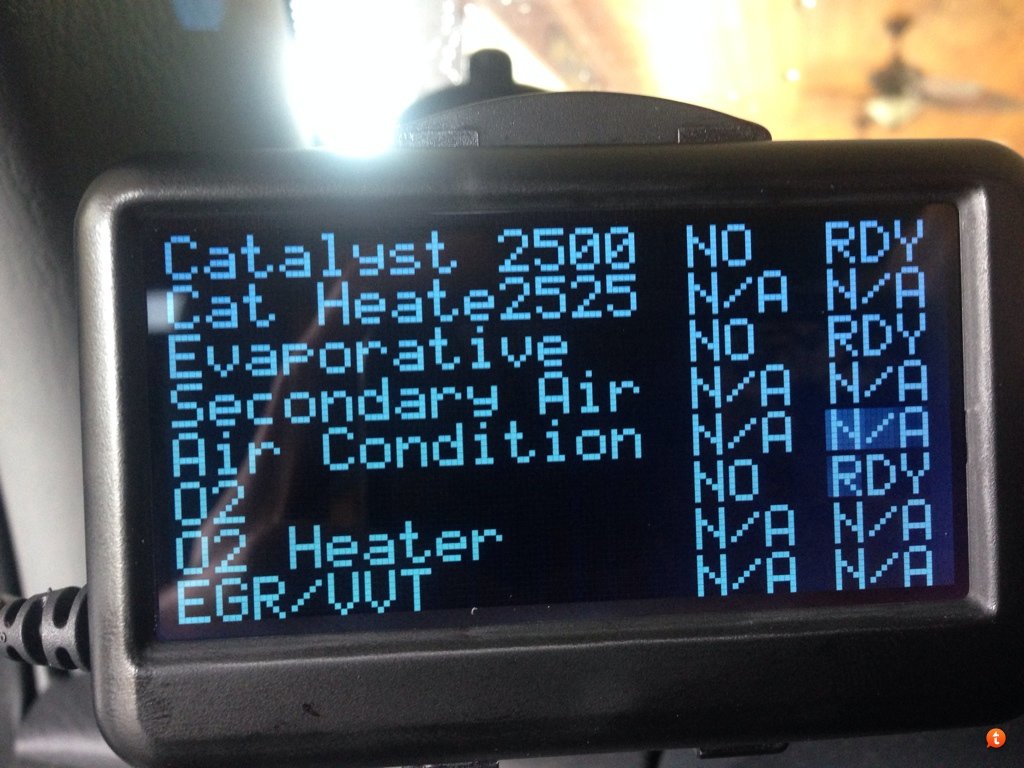 Catalyst 2500 NO RDY
Cat Heate2525 N/A N/A
Evaporative NO RDY
Secondary Air N/A N/A
Air Condition N/A N/A
O2 NO RDY
O2 Heater N/A N/A
EGR/VVT N/A N/A
t